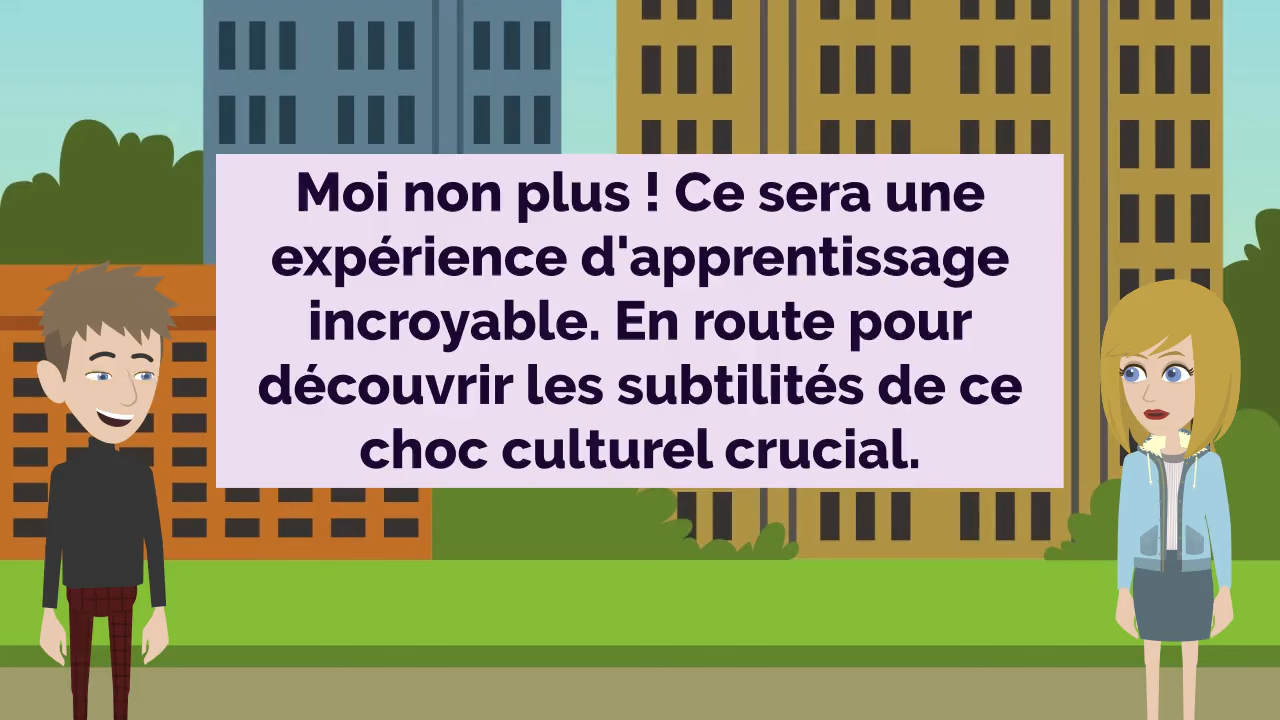 Moi non plus ! Ce sera une
expérience d'apprentissage
incroyable. En route pour
découvrir les subtilités de ce
choc culturel crucial.